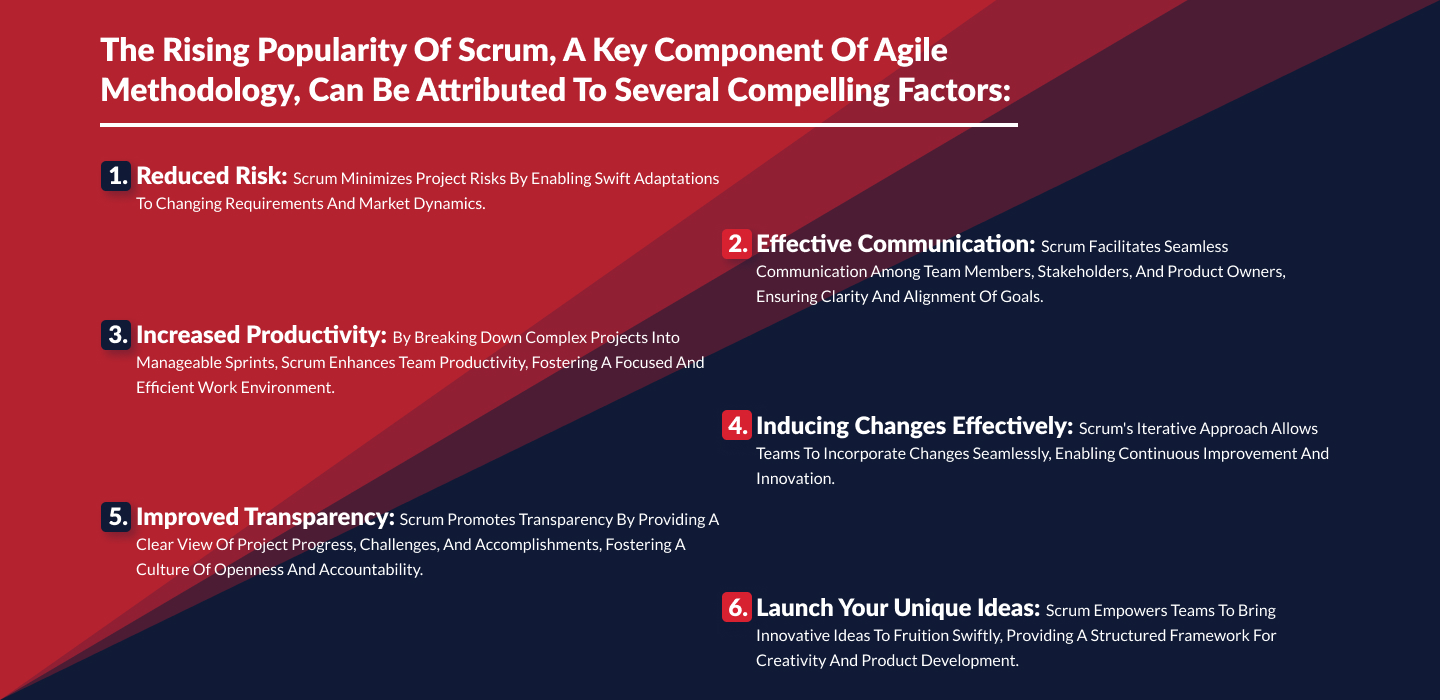 The Rising Popularity Of Scrum, A Key Component Of Agile
Methodology, Can Be Attributed To Several Compelling Factors:
1. Reduced Risk: Scrum Minimizes Project Risks By Enabling Swift Adaptations
To Changing Requirements And Market Dynamics.
2. Effective Communication: Scrum Facilitates Seamless
Communication Among Team Members, Stakeholders, And Product Owners,
Ensuring Clarity And Alignment Of Goals.
3. Increased Productivity: By Breaking Down Complex Projects Into
Manageable Sprints, Scrum Enhances Team Productivity, Fostering A Focused And
Efficient Work Environment.
4. Inducing Changes Effectively: Scrum's Iterative Approach Allows
Teams To Incorporate Changes Seamlessly, Enabling Continuous Improvement And
Innovation.
5. Improved Transparency: Scrum Promotes Transparency By Providing A
Clear View Of Project Progress, Challenges, And Accomplishments, Fostering A
Culture Of Openness And Accountability.
6. Launch Your Unique Ideas: Scrum Empowers Teams To Bring
Innovative Ideas To Fruition Swiftly, Providing A Structured Framework For
Creativity And Product Development.